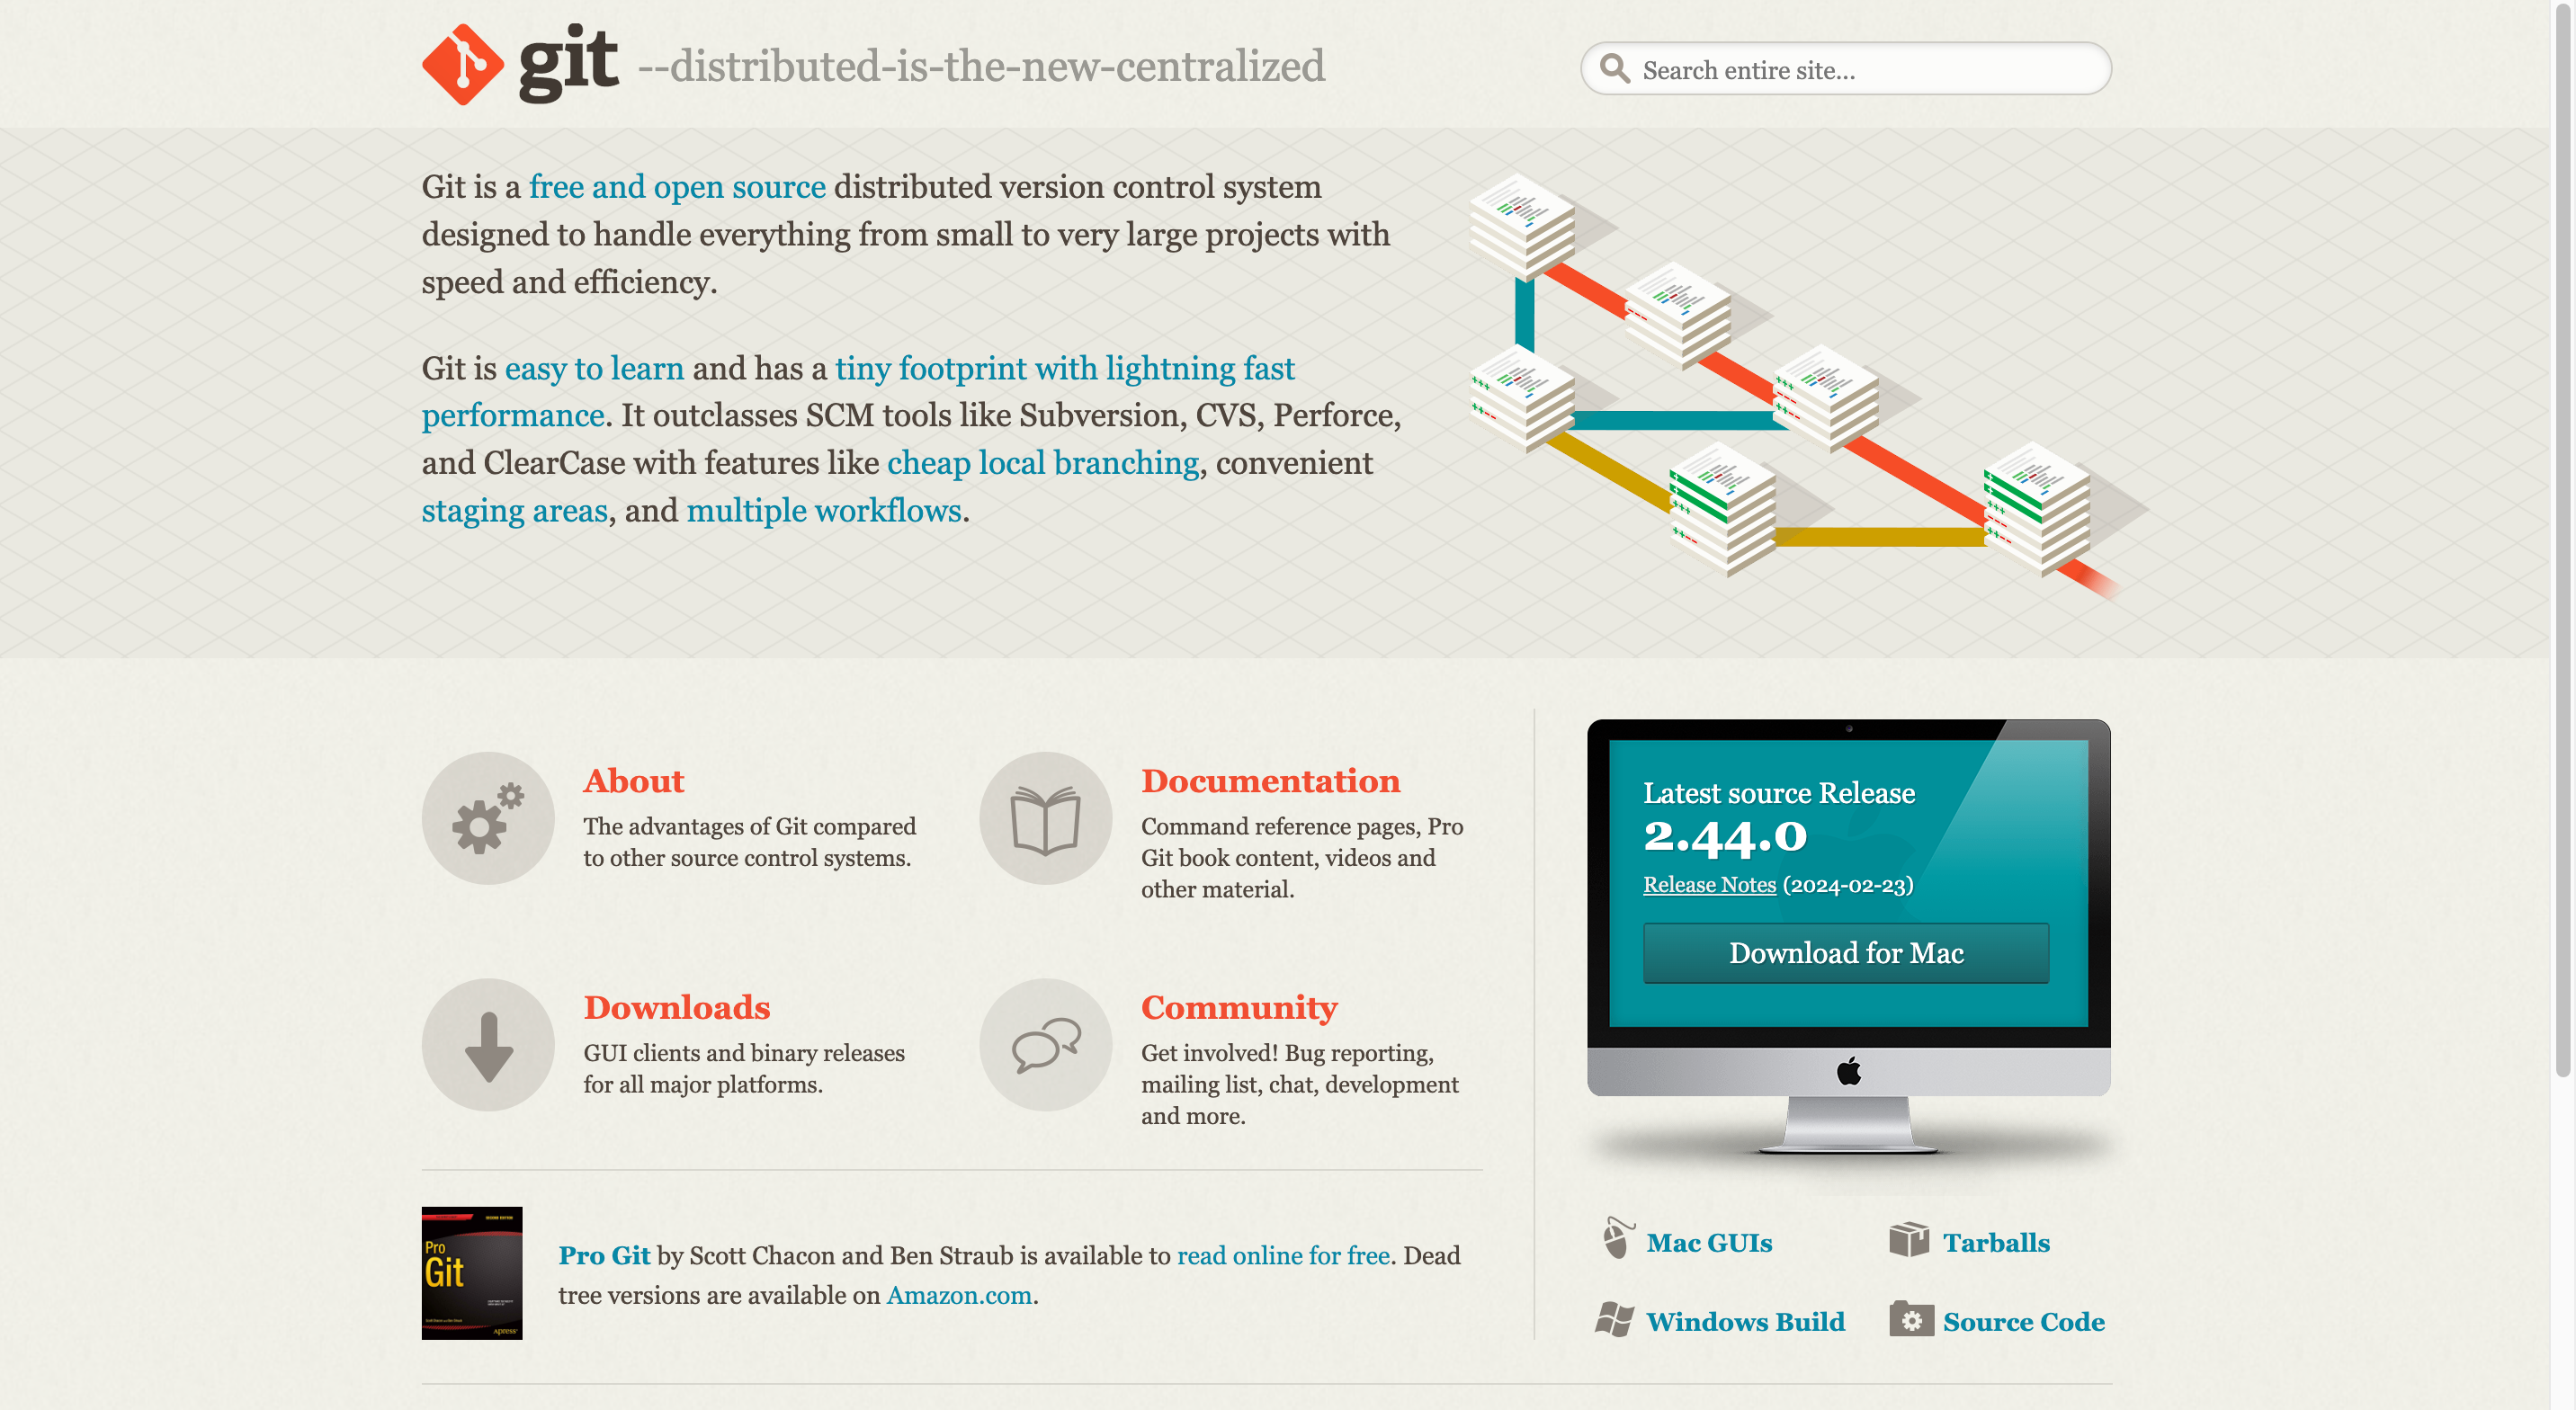 git --distributed-is-the-new-centralized
Search entire site...
Git is a free and open source distributed version control system
designed to handle everything from small to very large projects with
speed and efficiency.
Git is easy to learn and has a tiny footprint with lightning fast
performance. It outclasses SCM tools like Subversion, CVS, Perforce,
and ClearCase with features like cheap local branching, convenient
staging areas, and multiple workflows.
About
The advantages of Git compared
to other source control systems.
Documentation
Command reference pages, Pro
Git book content, videos and
other material.
Downloads
GUI clients and binary releases
for all major platforms.
Community
Get involved! Bug reporting,
mailing list, chat, development
and more.
Pro
Git
Apress
Pro Git by Scott Chacon and Ben Straub is available to read online for free. Dead
tree versions are available on Amazon.com.
Latest source Release
2.44.0
Release Notes (2024-02-23)
Download for Mac
Mac GUIs
Tarballs
Windows Build
Source Code